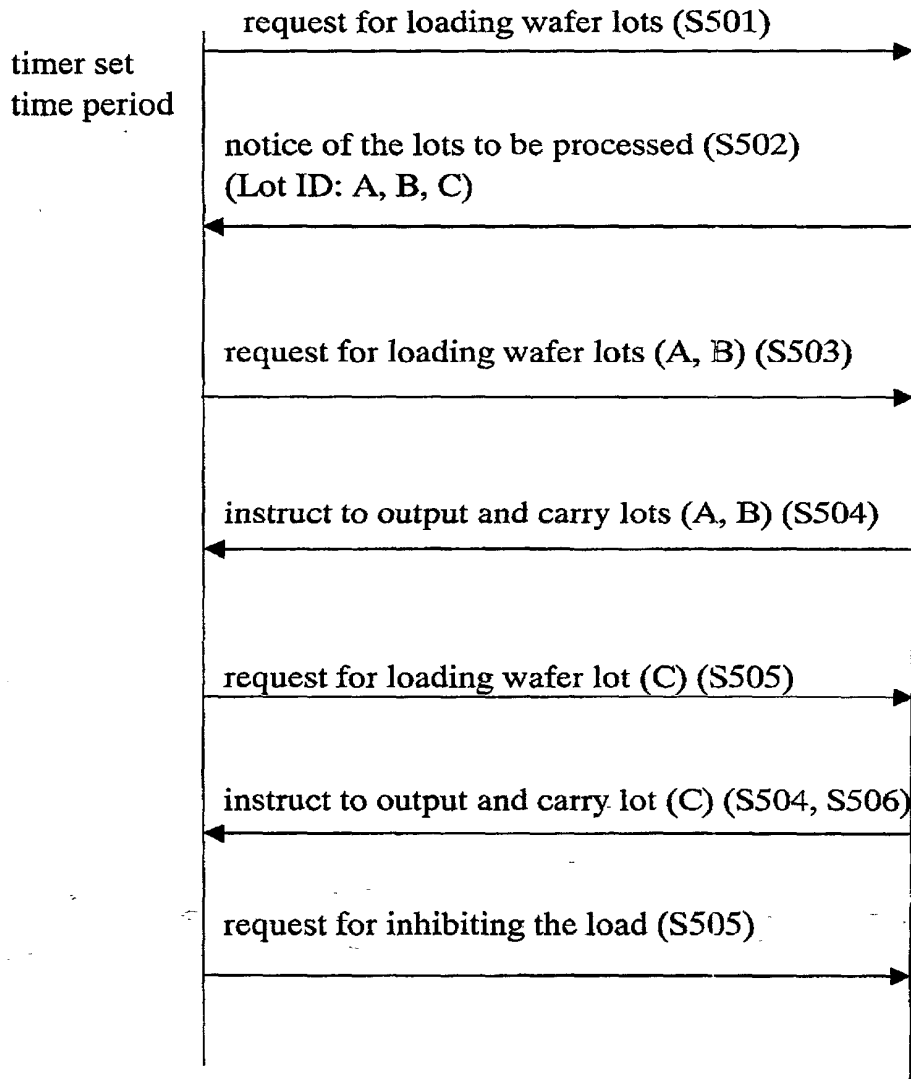 request for loading wafer lots (S501)
timer set
time period
notice of the lots to be processed (S502)
(Lot ID: A, B, C)
request for loading wafer lots (A, B) (S503)
instruct to output and carry lots (A, B) (S504)
request for loading wafer lot (C) (S505)
instruct to output and carry lot (C) (S504, S506)
request for inhibiting the load (S505)